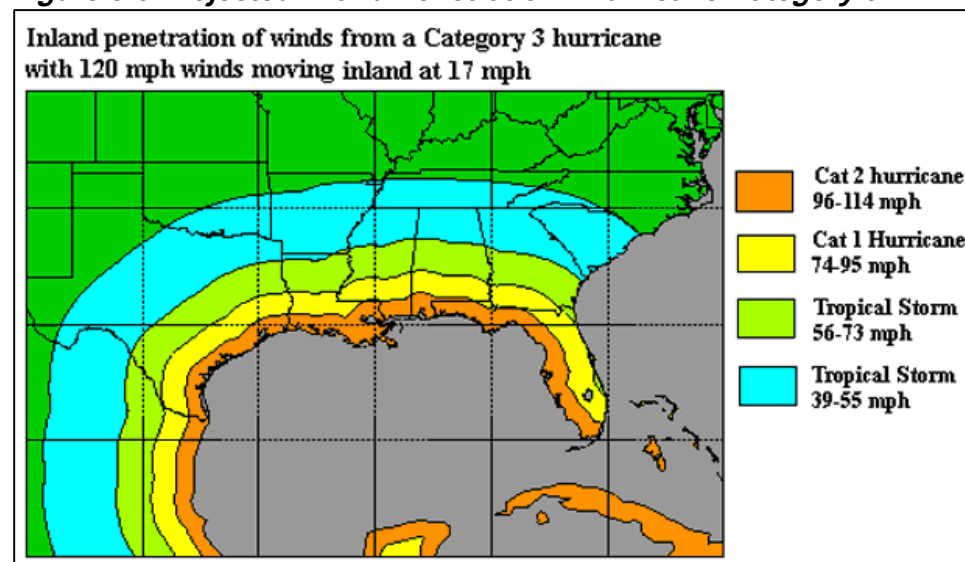 Inland penetration of winds from a Category 3 hurricane
with 120 mph winds moving inland at 17 mph
Cat 2 hurricane
96-114 mph
Cat 1 Hurricane
74-95 mph
Tropical Storm
56-73 mph
Tropical Storm
39-55 mph